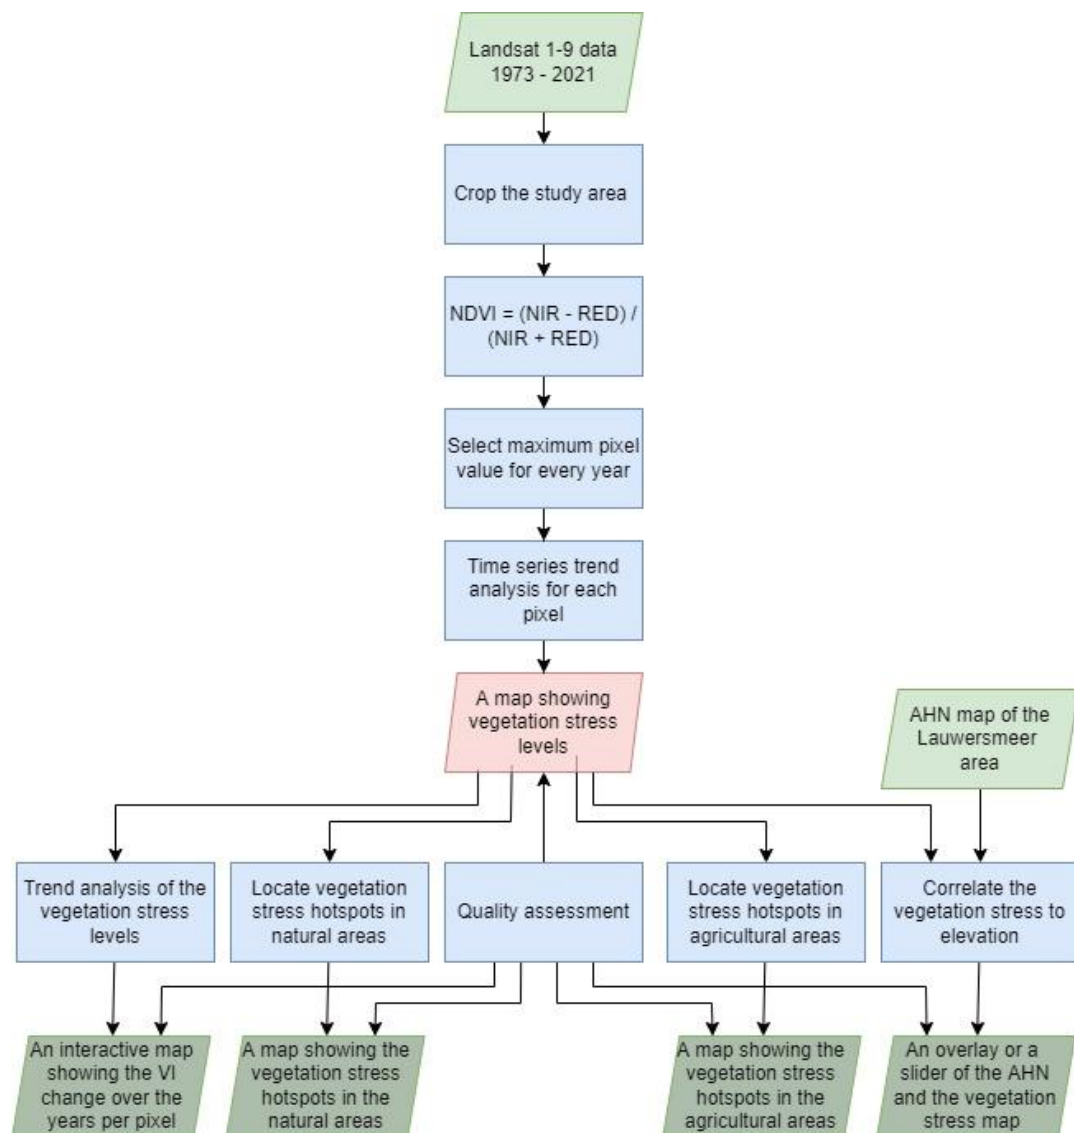 Landsat 1-9 data
1973 - 2021
Crop the study area
NDVI = (NIR - RED) /
(NIR + RED)
Select maximum pixel
value for every year
Time series trend
analysis for each
pixel
A map showing
vegetation stress
levels
AHN map of the
Lauwersmeer
area
Trend analysis of the
vegetation stress
levels
Locate vegetation
stress hotspots in
natural areas
Quality assessment
Locate vegetation
stress hotspots in
agricultural areas
Correlate the
vegetation stress to
elevation
An interactive map
showing the VI
change over the
years per pixel
A map showing the
vegetation stress
hotspots in the
natural areas
A map showing the
vegetation stress
hotspots in the
agricultural areas
An overlay or a
slider of the AHN
and the vegetation
stress map